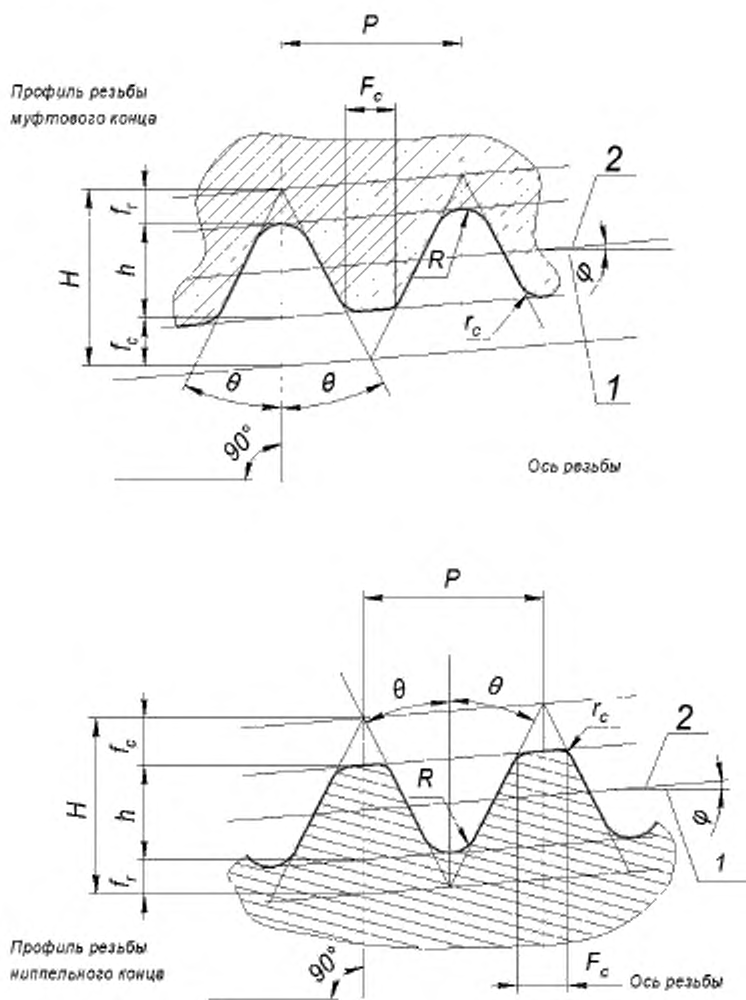 P
Профиль резьбы
муфтового конца
F_c
2
f_r
H
h
R
φ
f_c
r_c
θ
θ
1
90°
Ось резьбы
P
θ
θ
r_c
2
f_c
H
h
R
φ
1
f_r
Профиль резьбы
ниппельного конца
90°
F_c
Ось резьбы